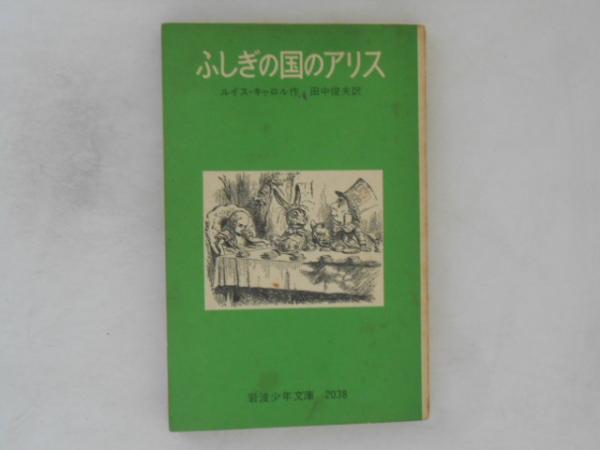 ふしぎの国のアリス
ルイス・キャロル作 田中俊夫訳
岩波少年文庫 2038